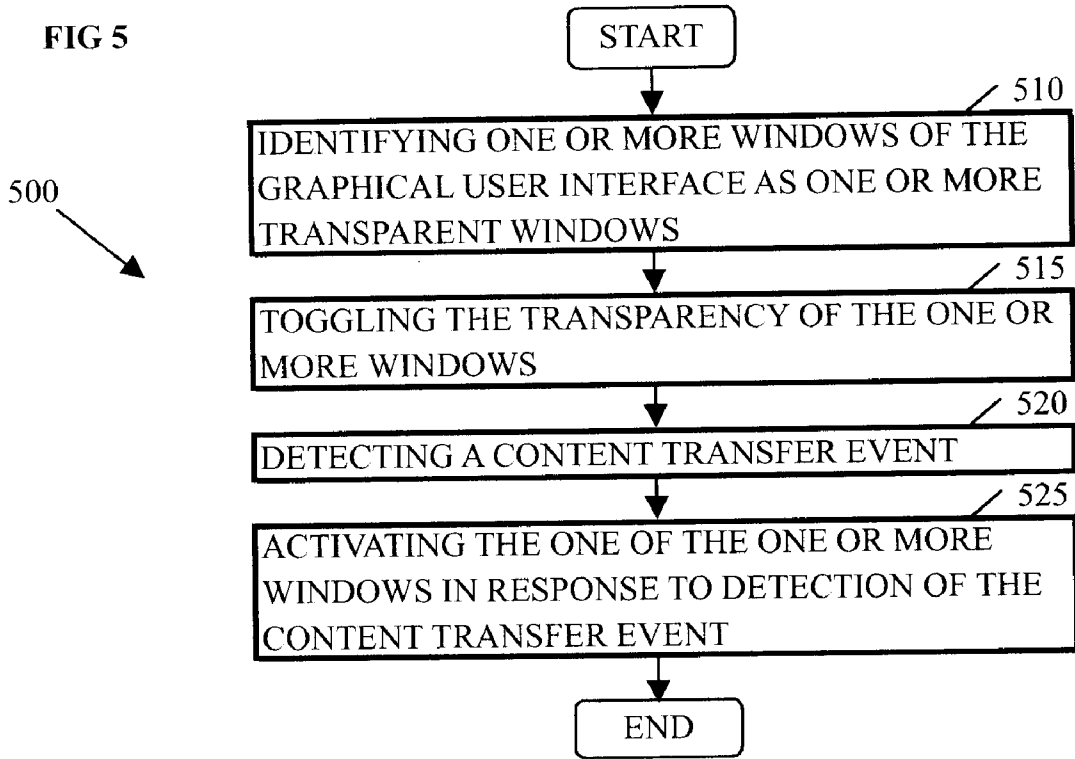 FIG 5
START
510
IDENTIFYING ONE OR MORE WINDOWS OF THE
GRAPHICAL USER INTERFACE AS ONE OR MORE
TRANSPARENT WINDOWS
500
515
TOGGLING THE TRANSPARENCY OF THE ONE OR
MORE WINDOWS
520
DETECTING A CONTENT TRANSFER EVENT
525
ACTIVATING THE ONE OF THE ONE OR MORE
WINDOWS IN RESPONSE TO DETECTION OF THE
CONTENT TRANSFER EVENT
END